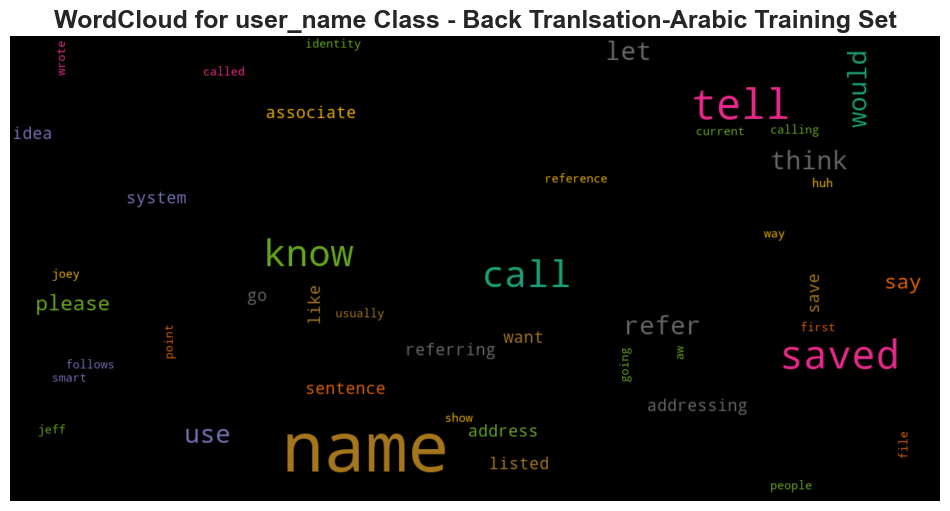 WordCloud for user_name Class - Back Tranlsation-Arabic Training Set
wrote
identity
called
let
would
tell
associate
idea
current
calling
think
reference
huh
system
way
know
call
joey
say
please
go
like
usually
save
refer
first
point
want
referring
saved
going
aw
follows
smart
sentence
addressing
show
jeff
use
name
address
file
listed
people